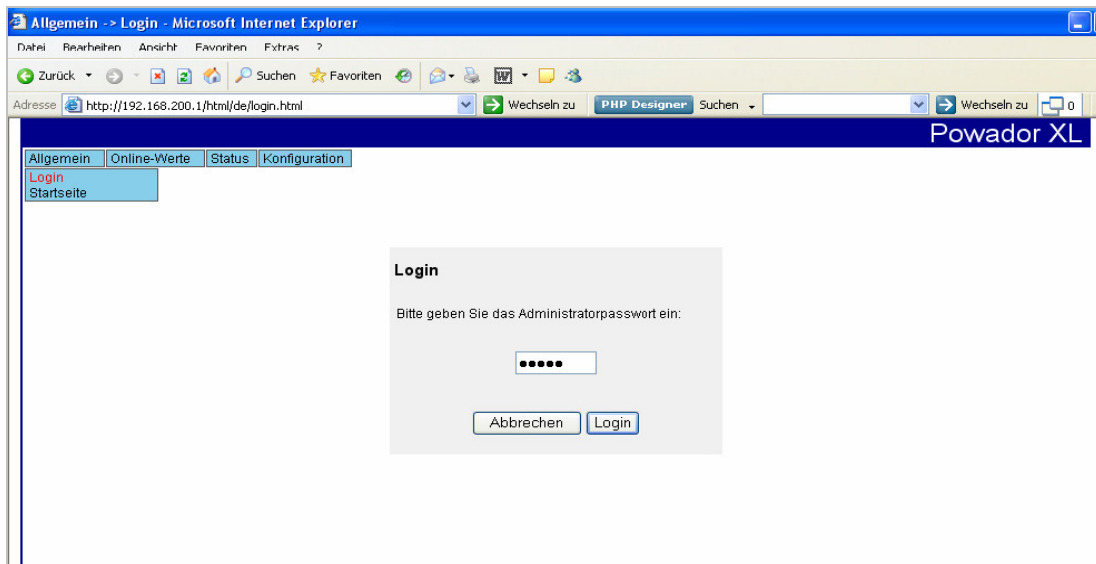 Allgemein -> Login - Microsoft Internet Explorer
Datei Bearbeiten Ansicht Favoriten Extras ?
Zurück Suchen Favoriten
Adresse http://192.168.200.1/html/de/login.html Wechseln zu PHP Designer Suchen Wechseln zu 0
Powador XL
Allgemein Online-Werte Status Konfiguration
Login
Startseite
Login
Bitte geben Sie das Administratorpasswort ein:
•••••
Abbrechen Login